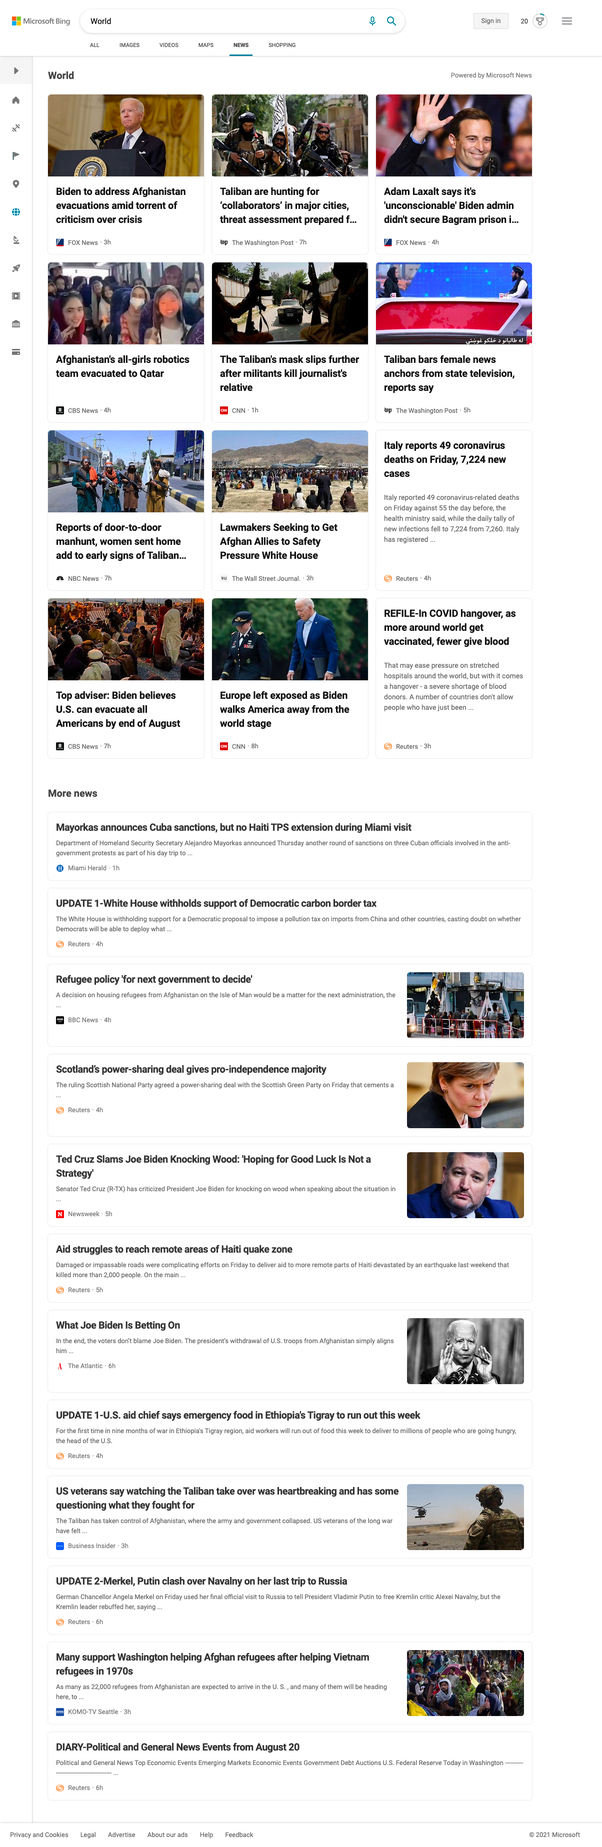 Microsoft Bing
World
Sign in
20
ALL
IMAGES
VIDEOS
MAPS
NEWS
SHOPPING
World
Powered by Microsoft News
Biden to address Afghanistan
evacuations amid torrent of
criticism over crisis
FOX News · 3h
Taliban are hunting for
‘collaborators’ in major cities,
threat assessment prepared f...
wp The Washington Post · 7h
Adam Laxalt says it's
'unconscionable' Biden admin
didn't secure Bagram prison i...
FOX News · 4h
Afghanistan's all-girls robotics
team evacuated to Qatar
CBS News · 4h
The Taliban's mask slips further
after militants kill journalist's
relative
CNN · 1h
Taliban bars female news
anchors from state television,
reports say
wp The Washington Post · 5h
Reports of door-to-door
manhunt, women sent home
add to early signs of Taliban...
NBC News · 7h
Lawmakers Seeking to Get
Afghan Allies to Safety
Pressure White House
The Wall Street Journal. · 3h
Italy reports 49 coronavirus
deaths on Friday, 7,224 new
cases
Italy reported 49 coronavirus-related deaths
on Friday against 55 the day before, the
health ministry said, while the daily tally of
new infections fell to 7,224 from 7,260. Italy
has registered ...
Reuters · 4h
Top adviser: Biden believes
U.S. can evacuate all
Americans by end of August
CBS News · 7h
Europe left exposed as Biden
walks America away from the
world stage
CNN · 8h
REFILE-In COVID hangover, as
more around world get
vaccinated, fewer give blood
That may ease pressure on stretched
hospitals around the world, but with it comes
a hangover - a severe shortage of blood
donors. A number of countries don't allow
people who have just been ...
Reuters · 3h
More news
Mayorkas announces Cuba sanctions, but no Haiti TPS extension during Miami visit
Department of Homeland Security Secretary Alejandro Mayorkas announced Thursday another round of sanctions on three Cuban officials involved in the anti-
government protests as part of his day trip to ...
Miami Herald · 1h
UPDATE 1-White House withholds support of Democratic carbon border tax
The White House is withholding support for a Democratic proposal to impose a pollution tax on imports from China and other countries, casting doubt on whether
Democrats will be able to deploy what ...
Reuters · 4h
Refugee policy 'for next government to decide'
A decision on housing refugees from Afghanistan on the Isle of Man would be a matter for the next administration, the
...
BBC News · 4h
Scotland's power-sharing deal gives pro-independence majority
The ruling Scottish National Party agreed a power-sharing deal with the Scottish Green Party on Friday that cements a
...
Reuters · 4h
Ted Cruz Slams Joe Biden Knocking Wood: 'Hoping for Good Luck Is Not a
Strategy'
Senator Ted Cruz (R-TX) has criticized President Joe Biden for knocking on wood when speaking about the situation in
...
N Newsweek · 5h
Aid struggles to reach remote areas of Haiti quake zone
Damaged or impassable roads were complicating efforts on Friday to deliver aid to more remote parts of Haiti devastated by an earthquake last weekend that
killed more than 2,000 people. On the main ...
Reuters · 5h
What Joe Biden Is Betting On
In the end, the voters don't blame Joe Biden. The president's withdrawal of U.S. troops from Afghanistan simply aligns
him ...
The Atlantic · 6h
UPDATE 1-U.S. aid chief says emergency food in Ethiopia's Tigray to run out this week
For the first time in nine months of war in Ethiopia's Tigray region, aid workers will run out of food this week to deliver to millions of people who are going hungry,
the head of the U.S.
Reuters · 4h
US veterans say watching the Taliban take over was heartbreaking and has some
questioning what they fought for
The Taliban has taken control of Afghanistan, where the army and government collapsed. US veterans of the long war
have felt ...
Business Insider · 3h
UPDATE 2-Merkel, Putin clash over Navalny on her last trip to Russia
German Chancellor Angela Merkel on Friday used her final official visit to Russia to tell President Vladimir Putin to free Kremlin critic Alexei Navalny, but the
Kremlin leader rebuffed her, saying ...
Reuters · 6h
Many support Washington helping Afghan refugees after helping Vietnam
refugees in 1970s
As many as 22,000 refugees from Afghanistan are expected to arrive in the U. S. , and many of them will be heading
here, to ...
KOMO-TV Seattle · 3h
DIARY-Political and General News Events from August 20
Political and General News Top Economic Events Emerging Markets Economic Events Government Debt Auctions U.S. Federal Reserve Today in Washington --------
------------------------ ...
Reuters · 6h
Privacy and Cookies
Legal
Advertise
About our ads
Help
Feedback
© 2021 Microsoft